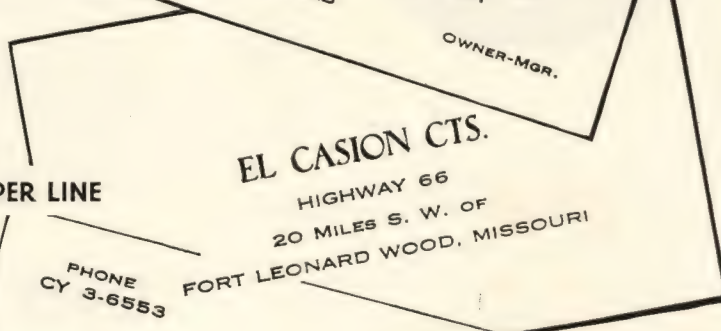 OWNER-MGR.
EL CASION CTS.
HIGHWAY 66
20 MILES S. W. OF
FORT LEONARD WOOD, MISSOURI
PHONE
CY 3-6553
PER LINE